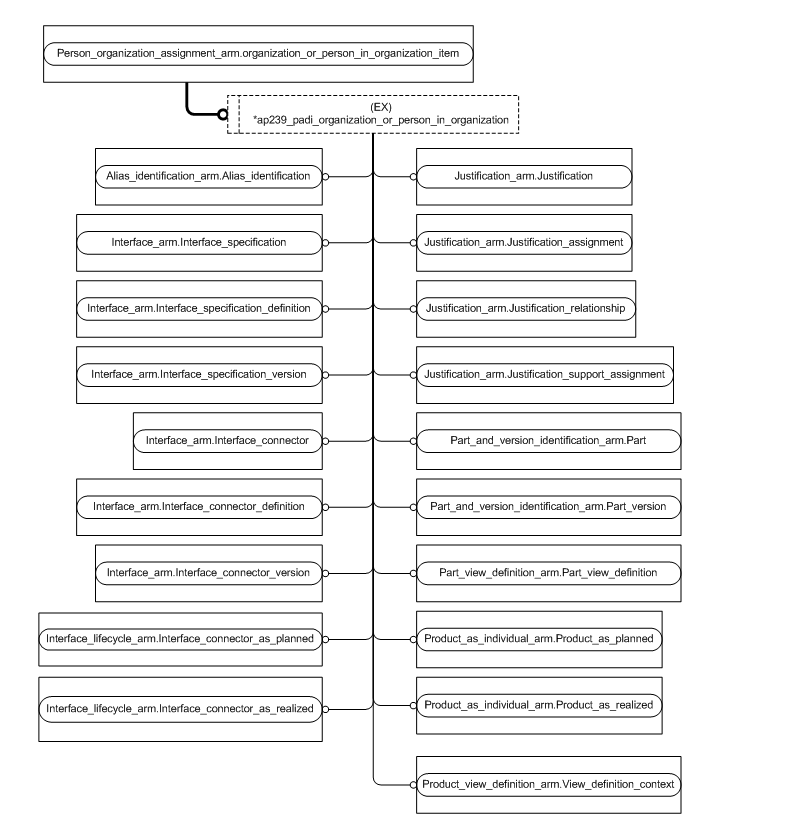 Person_organization_assignment_arm.organization_or_person_in_organization_item
(EX)
*ap239_padi_organization_or_person_in_organization
Alias_identification_arm.Alias_identification
Justification_arm.Justification
Interface_arm.Interface_specification
Justification_arm.Justification_assignment
Interface_arm.Interface_specification_definition
Justification_arm.Justification_relationship
Interface_arm.Interface_specification_version
Justification_arm.Justification_support_assignment
Interface_arm.Interface_connector
Part_and_version_identification_arm.Part
Interface_arm.Interface_connector_definition
Part_and_version_identification_arm.Part_version
Interface_arm.Interface_connector_version
Part_view_definition_arm.Part_view_definition
Interface_lifecycle_arm.Interface_connector_as_planned
Product_as_individual_arm.Product_as_planned
Interface_lifecycle_arm.Interface_connector_as_realized
Product_as_individual_arm.Product_as_realized
Product_view_definition_arm.View_definition_context